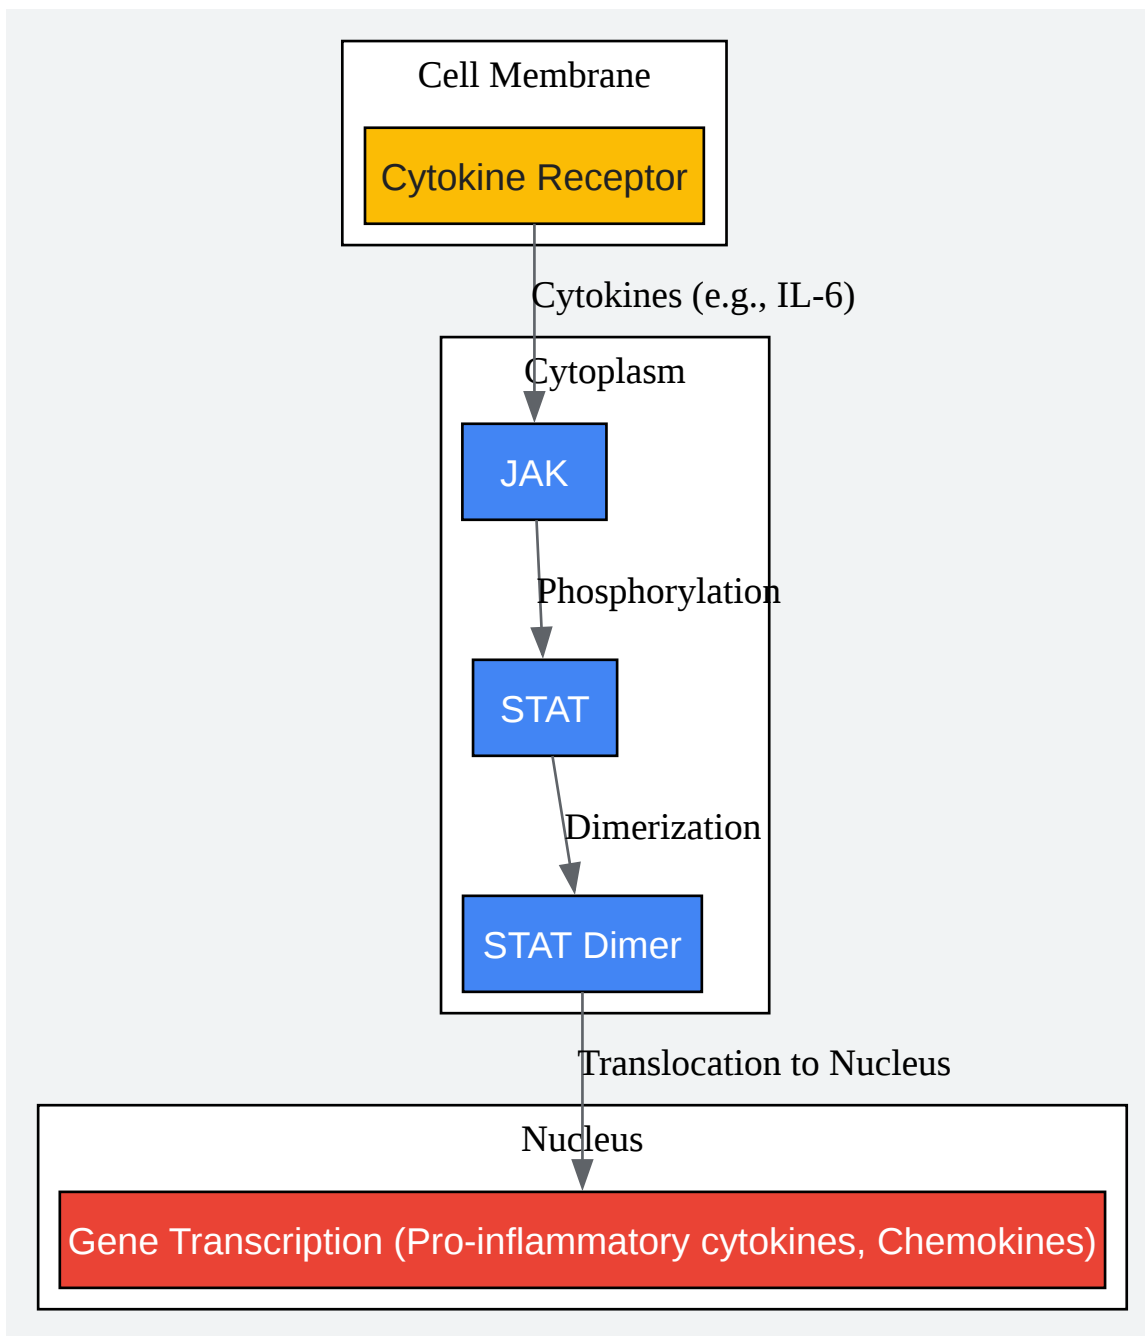 Cell Membrane
Cytokine Receptor
Cytokines (e.g., IL-6)
Cytoplasm
JAK
Phosphorylation
STAT
Dimerization
STAT Dimer
Translocation to Nucleus
Nucleus
Gene Transcription (Pro-inflammatory cytokines, Chemokines)